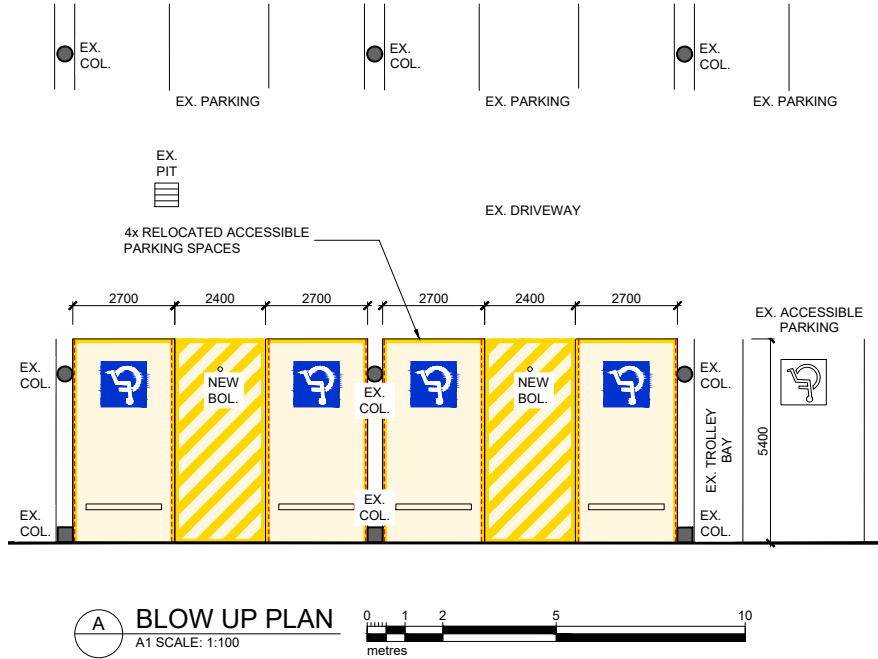 EX.
COL.
EX.
COL.
EX.
COL.
EX. PARKING
EX. PARKING
EX. PARKING
EX.
PIT
EX. DRIVEWAY
4x RELOCATED ACCESSIBLE
PARKING SPACES
2700
2400
2700
2700
2400
2700
EX. ACCESSIBLE
PARKING
EX.
COL.
NEW
BOL.
EX.
COL.
NEW
BOL.
EX.
COL.
EX. TROLLEY
BAY
5400
EX.
COL.
EX.
COL.
EX.
COL.
A
BLOW UP PLAN
A1 SCALE: 1:100
0 1 2 5 10
metres